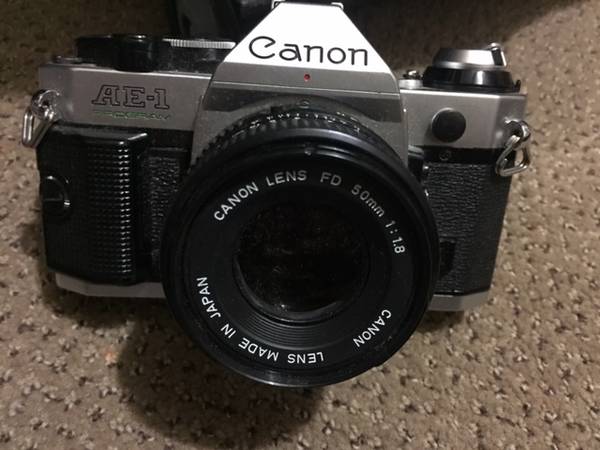 Canon
AE-1
PROGRAM
CANON LENS FD 50mm 1:1.8
CANON LENS MADE IN JAPAN